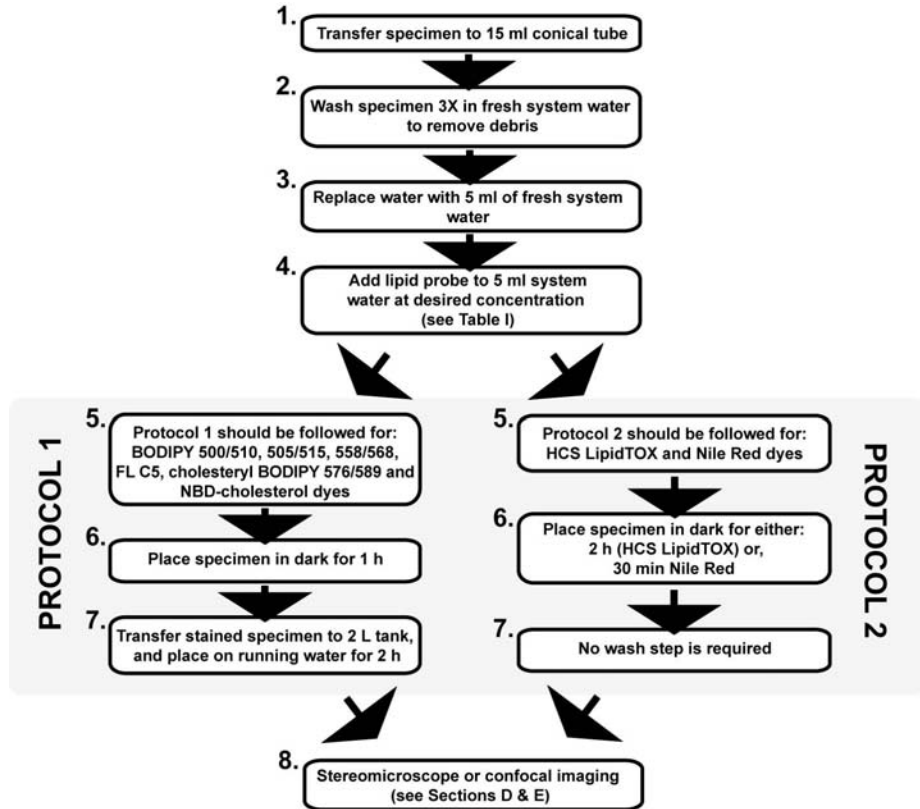 1.
Transfer specimen to 15 ml conical tube
2.
Wash specimen 3X in fresh system water
to remove debris
3.
Replace water with 5 ml of fresh system
water
4.
Add lipid probe to 5 ml system
water at desired concentration
(see Table I)
PROTOCOL 1
5.
Protocol 1 should be followed for:
BODIPY 500/510, 505/515, 558/568,
FL C5, cholesteryl BODIPY 576/589 and
NBD-cholesterol dyes
6.
Place specimen in dark for 1 h
7.
Transfer stained specimen to 2 L tank,
and place on running water for 2 h
PROTOCOL 2
5.
Protocol 2 should be followed for:
HCS LipidTOX and Nile Red dyes
6.
Place specimen in dark for either:
2 h (HCS LipidTOX) or,
30 min Nile Red
7.
No wash step is required
8.
Stereomicroscope or confocal imaging
(see Sections D & E)